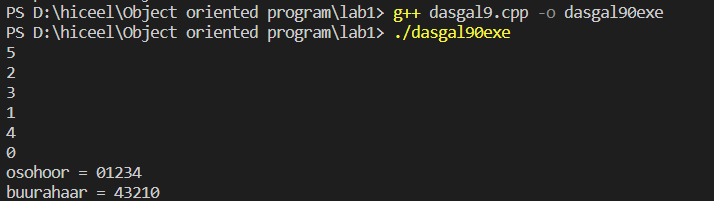 PS D:\hiceel\Object oriented program\lab1> g++ dasgal9.cpp -o dasgal90exe
PS D:\hiceel\Object oriented program\lab1> ./dasgal90exe
5
2
3
1
4
0
osohoor = 01234
buurahaar = 43210